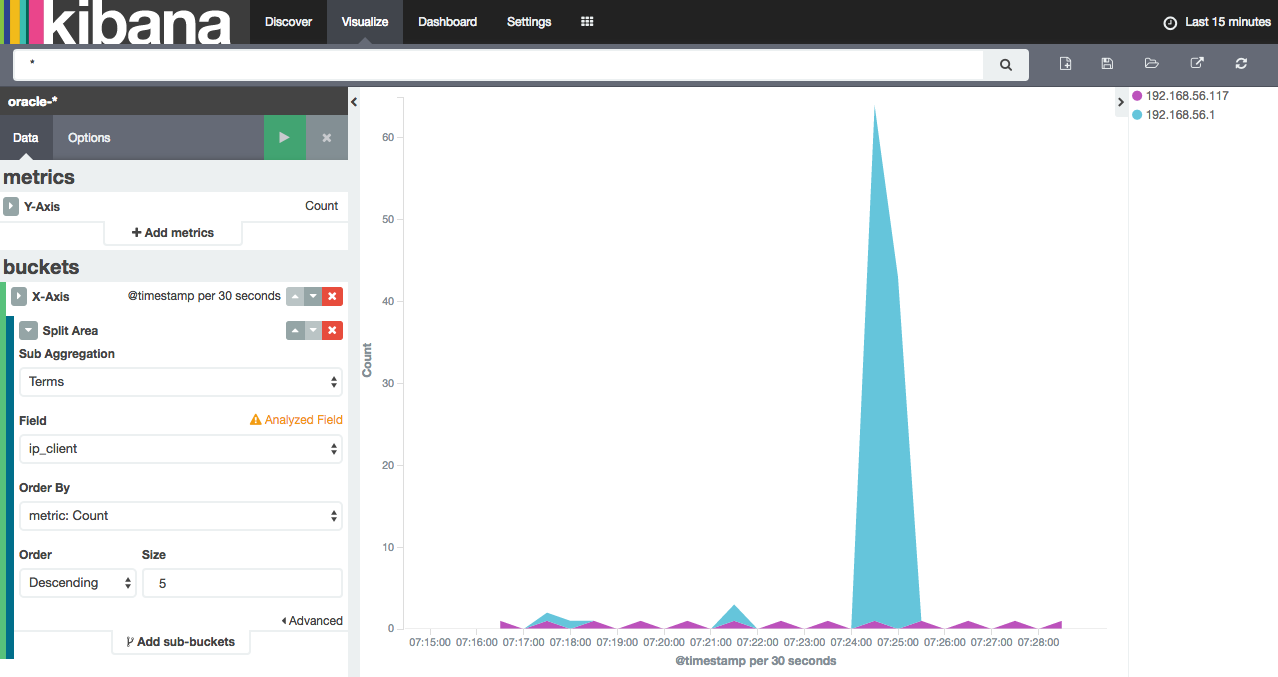 kibana Discover Visualize Dashboard Settings Last 15 minutes
*
oracle-*
Data Options
metrics
Y-Axis Count
Add metrics
buckets
X-Axis @timestamp per 30 seconds
Split Area
Sub Aggregation
Terms
Field Analyzed Field
ip_client
Order By
metric: Count
Order Size
Descending 5
Advanced
Add sub-buckets
60
50
40
30
20
10
0
Count
07:15:00 07:16:00 07:17:00 07:18:00 07:19:00 07:20:00 07:21:00 07:22:00 07:23:00 07:24:00 07:25:00 07:26:00 07:27:00 07:28:00
@timestamp per 30 seconds
192.168.56.117
192.168.56.1